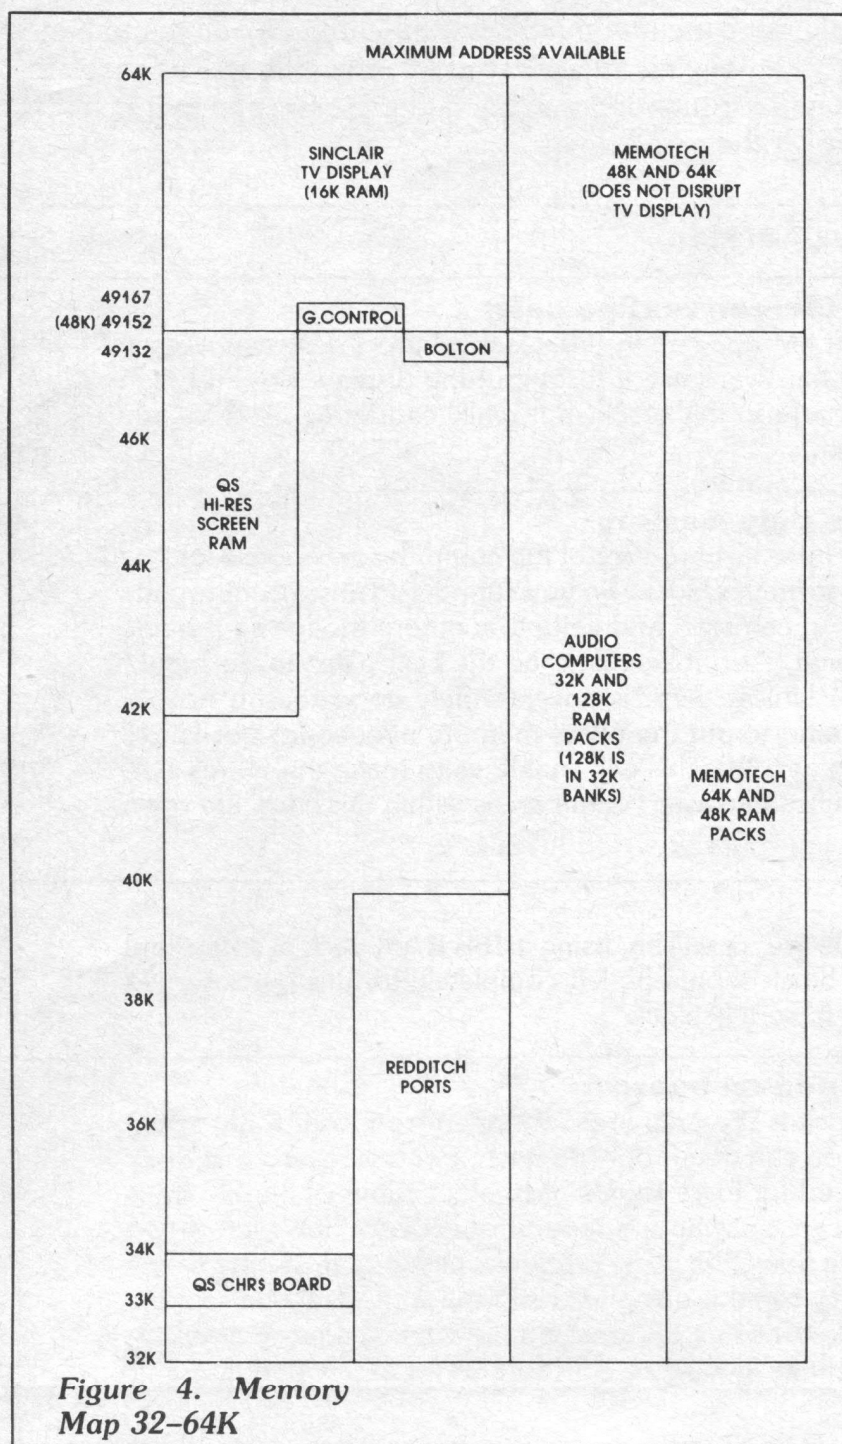 MAXIMUM ADDRESS AVAILABLE
64K
SINCLAIR
TV DISPLAY
(16K RAM)
MEMOTECH
48K AND 64K
(DOES NOT DISRUPT
TV DISPLAY)
49167
(48K) 49152
49132
G.CONTROL
BOLTON
46K
QS
HI-RES
SCREEN
RAM
44K
42K
AUDIO
COMPUTERS
32K AND
128K
RAM
PACKS
(128K IS
IN 32K
BANKS)
MEMOTECH
64K AND
48K RAM
PACKS
40K
38K
REDDITCH
PORTS
36K
34K
QS CHR$ BOARD
33K
32K
Figure 4. Memory
Map 32–64K